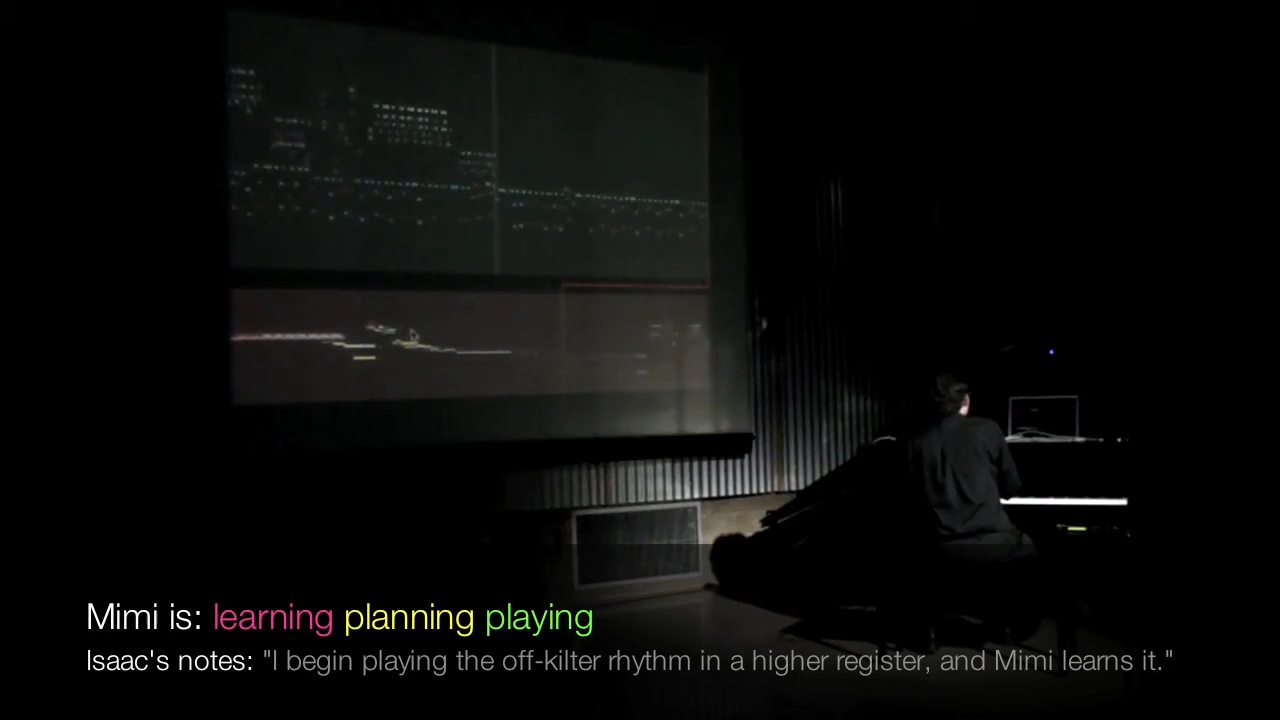 Mimi is: learning planning playing
Isaac's notes: "I begin playing the off-kilter rhythm in a higher register, and Mimi learns it."